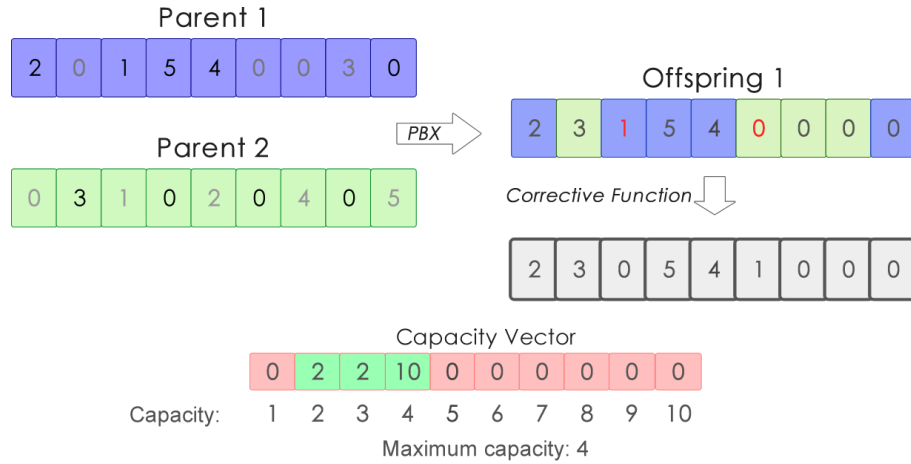 Parent 1
2 0 1 5 4 0 0 3 0
Offspring 1
2 3 1 5 4 0 0 0 0
PBX
Parent 2
0 3 1 0 2 0 4 0 5
Corrective Function
2 3 0 5 4 1 0 0 0
Capacity Vector
0 2 2 10 0 0 0 0 0 0
Capacity: 1 2 3 4 5 6 7 8 9 10
Maximum capacity: 4